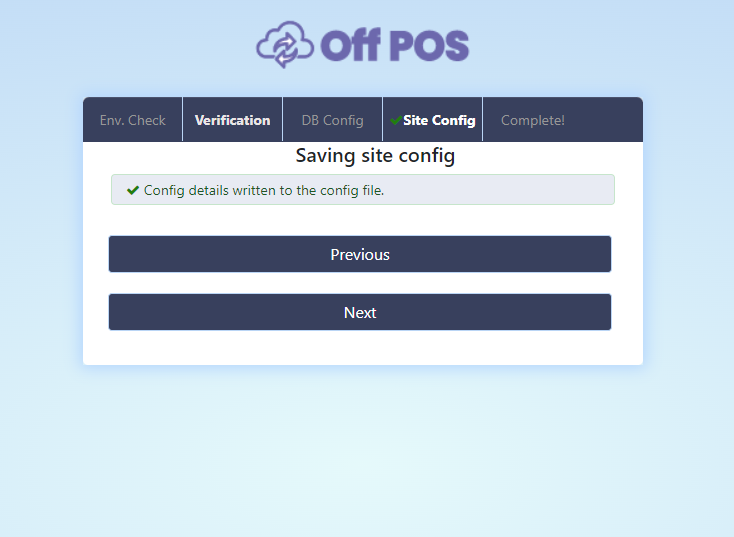 Off POS
Env. Check
Verification
DB Config
Site Config
Complete!
Saving site config
Config details written to the config file.
Previous
Next